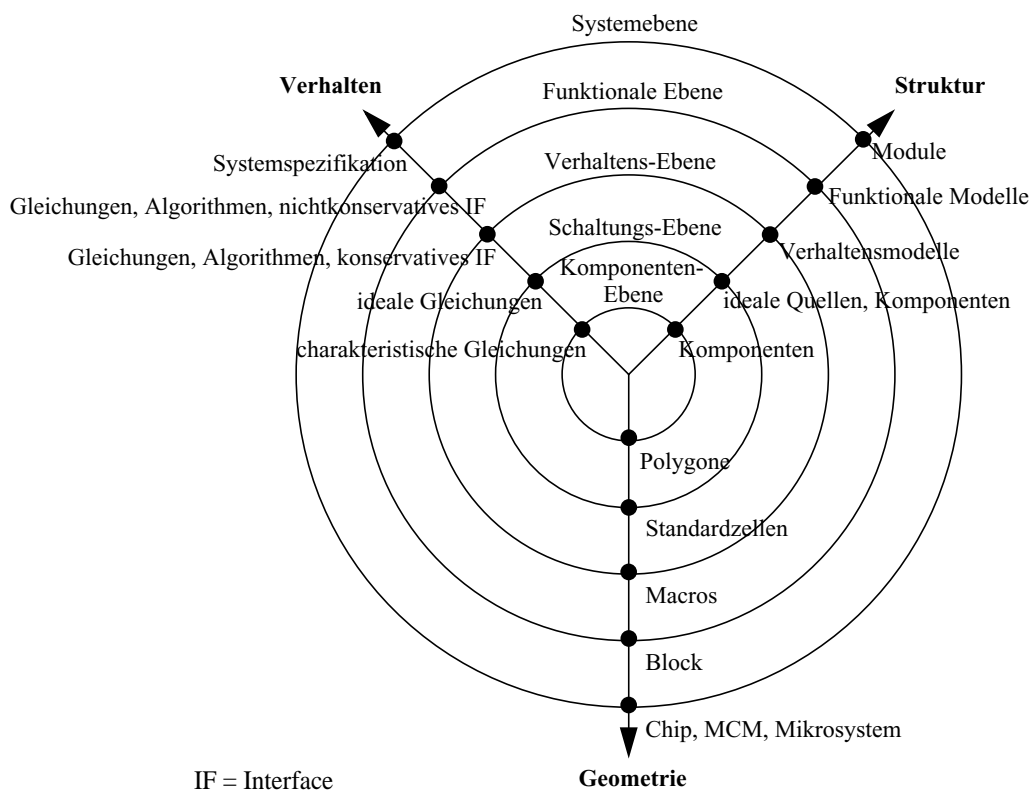 Systemebene
Verhalten
Struktur
Funktionale Ebene
Module
Systemspezifikation
Verhaltens-Ebene
Funktionale Modelle
Gleichungen, Algorithmen, nichtkonservatives IF
Schaltungs-Ebene
Verhaltensmodelle
Gleichungen, Algorithmen, konservatives IF
Komponenten-
Ebene
ideale Gleichungen
ideale Quellen, Komponenten
charakteristische Gleichungen
Komponenten
Polygone
Standardzellen
Macros
Block
Chip, MCM, Mikrosystem
IF = Interface
Geometrie